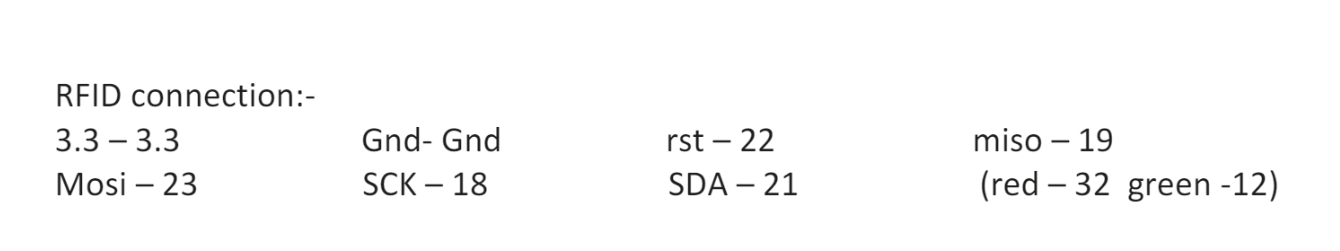 RFID connection:-
3.3 – 3.3 Gnd- Gnd rst – 22 miso – 19
Mosi – 23 SCK – 18 SDA – 21 (red – 32 green -12)